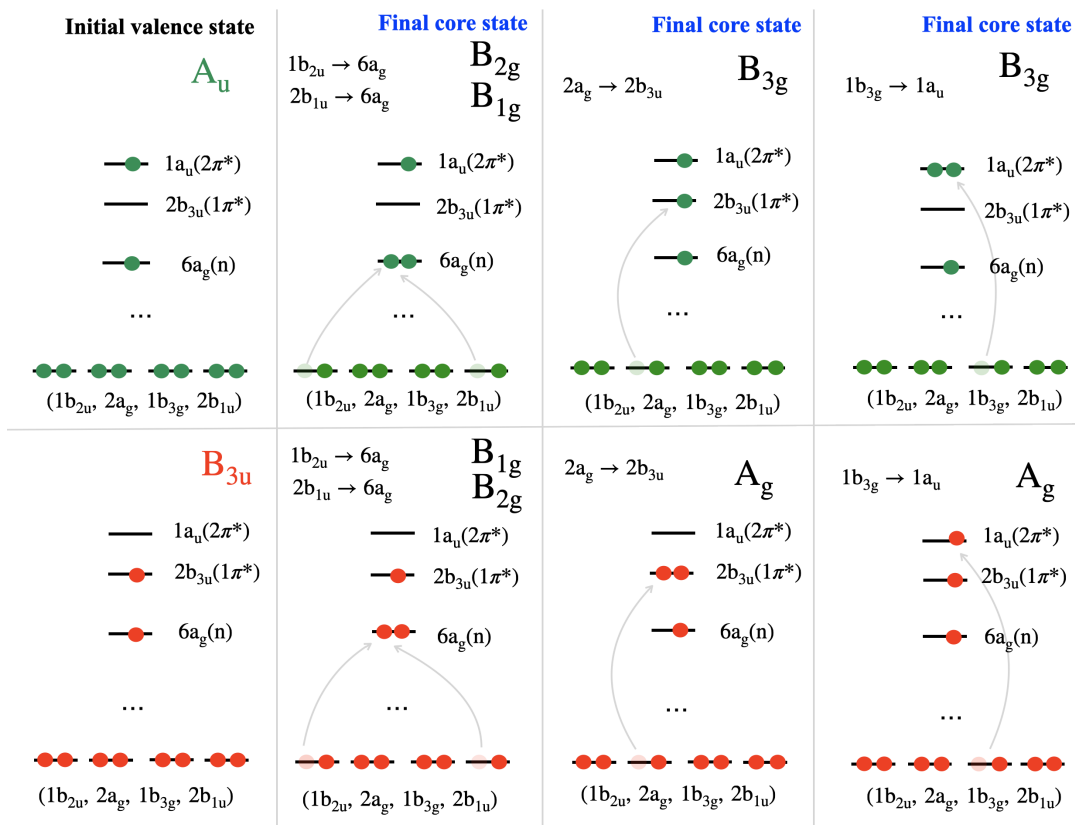 Initial valence state
A_u
1a_u(2π*)
2b_3u(1π*)
6a_g(n)
...
(1b_2u, 2a_g, 1b_3g, 2b_1u)
Final core state
1b_2u → 6a_g
2b_1u → 6a_g
B_2g
B_1g
1a_u(2π*)
2b_3u(1π*)
6a_g(n)
...
(1b_2u, 2a_g, 1b_3g, 2b_1u)
Final core state
2a_g → 2b_3u
B_3g
1a_u(2π*)
2b_3u(1π*)
6a_g(n)
...
(1b_2u, 2a_g, 1b_3g, 2b_1u)
Final core state
1b_3g → 1a_u
B_3g
1a_u(2π*)
2b_3u(1π*)
6a_g(n)
...
(1b_2u, 2a_g, 1b_3g, 2b_1u)
B_3u
1a_u(2π*)
2b_3u(1π*)
6a_g(n)
...
(1b_2u, 2a_g, 1b_3g, 2b_1u)
1b_2u → 6a_g
2b_1u → 6a_g
B_1g
B_2g
1a_u(2π*)
2b_3u(1π*)
6a_g(n)
...
(1b_2u, 2a_g, 1b_3g, 2b_1u)
2a_g → 2b_3u
A_g
1a_u(2π*)
2b_3u(1π*)
6a_g(n)
...
(1b_2u, 2a_g, 1b_3g, 2b_1u)
1b_3g → 1a_u
A_g
1a_u(2π*)
2b_3u(1π*)
6a_g(n)
...
(1b_2u, 2a_g, 1b_3g, 2b_1u)